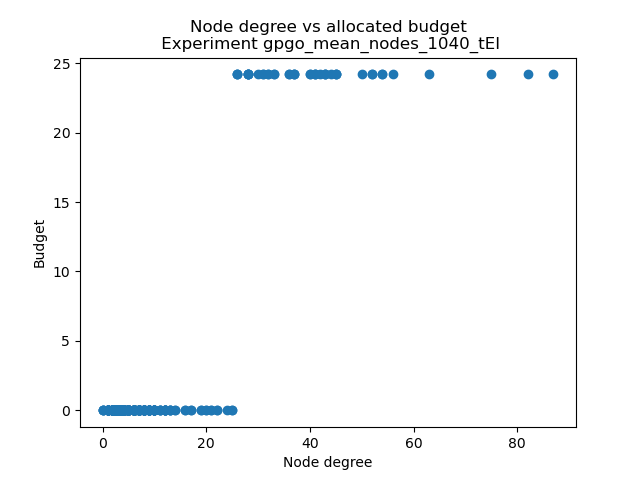 Node degree vs allocated budget
Experiment gpgo_mean_nodes_1040_tEI
25
20
15
10
5
0
Budget
0 20 40 60 80
Node degree